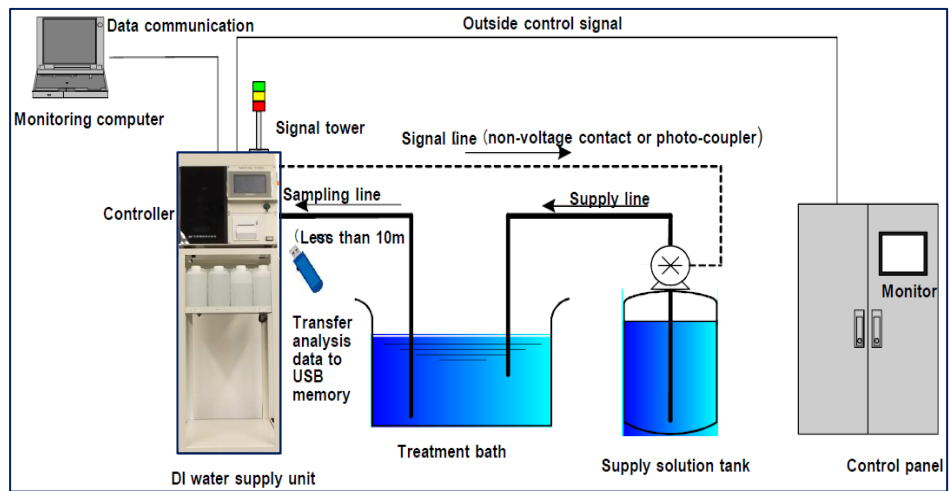 Data communication
Outside control signal
Monitoring computer
Signal tower
Signal line (non-voltage contact or photo-coupler)
Controller
Sampling line
Supply line
(Less than 10m
Monitor
Transfer
analysis
data to
USB
memory
Treatment bath
Supply solution tank
Control panel
DI water supply unit